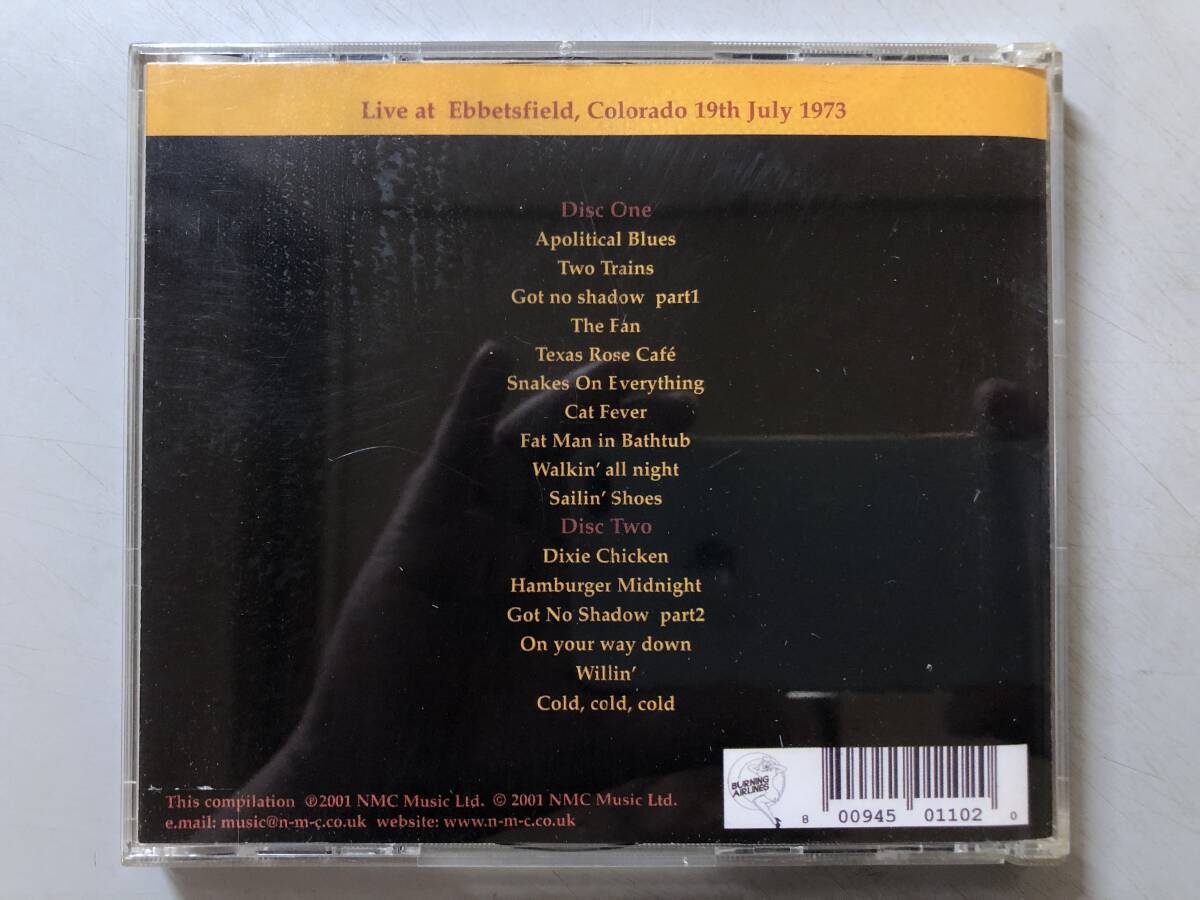 Live at Ebbetsfield, Colorado 19th July 1973
Disc One
Apolitical Blues
Two Trains
Got no shadow part1
The Fan
Texas Rose Café
Snakes On Everything
Cat Fever
Fat Man in Bathtub
Walkin' all night
Sailin' Shoes
Disc Two
Dixie Chicken
Hamburger Midnight
Got No Shadow part2
On your way down
Willin'
Cold, cold, cold
This compilation ℗2001 NMC Music Ltd. © 2001 NMC Music Ltd.
e.mail: music@n-m-c.co.uk website: www.n-m-c.co.uk
BURNING
AIRLINES
8 00945 01102 0